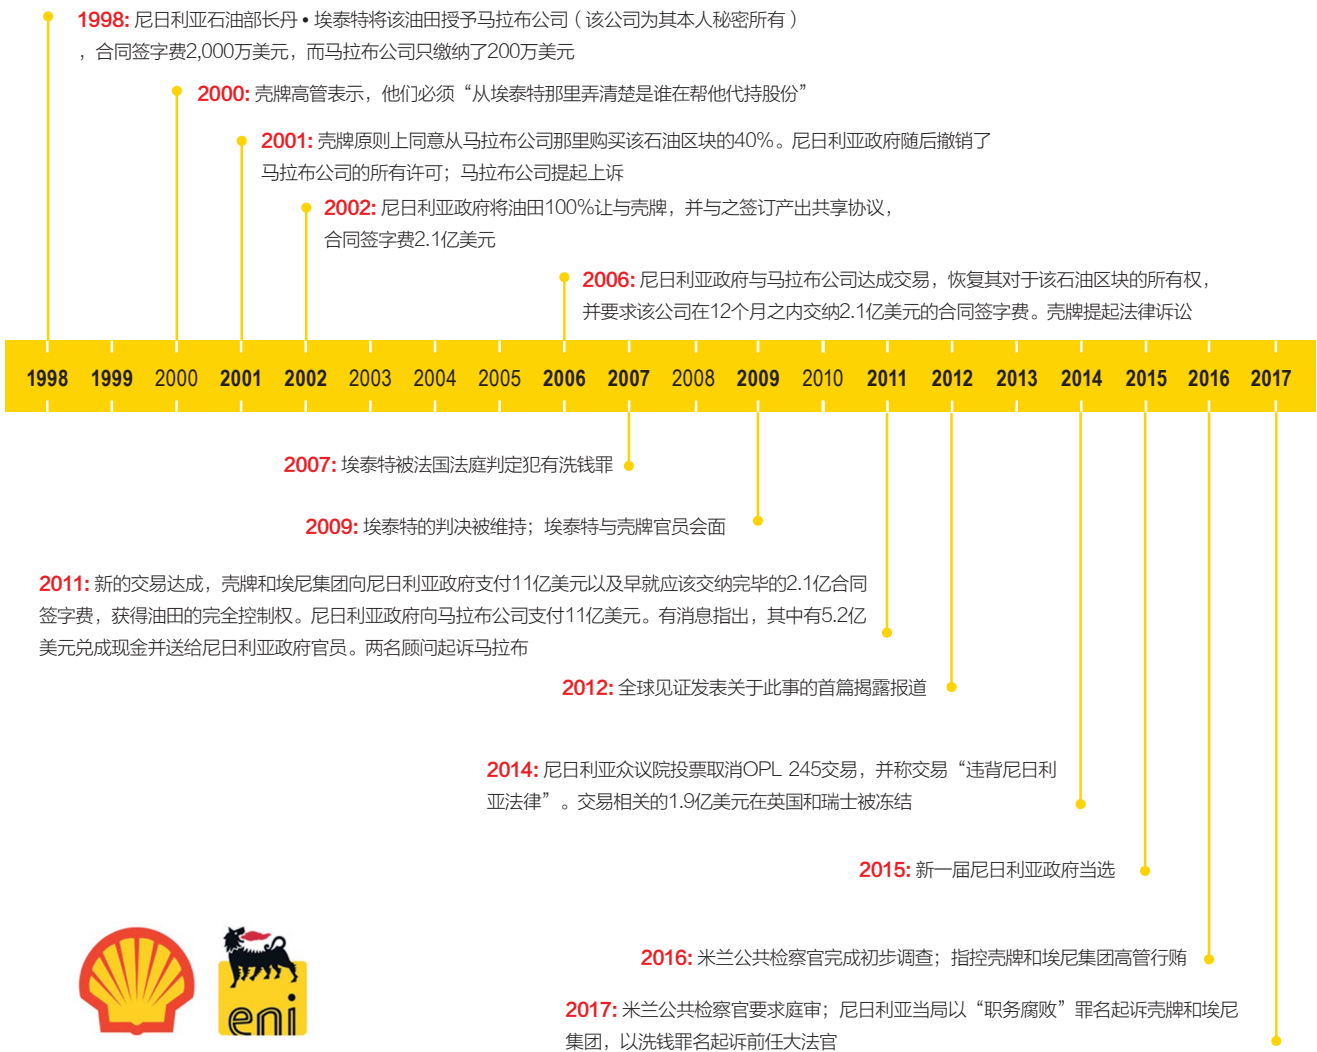 1998: 尼日利亚石油部长丹•埃泰特将该油田授予马拉布公司（该公司为其本人秘密所有）
，合同签字费2,000万美元，而马拉布公司只缴纳了200万美元
2000: 壳牌高管表示，他们必须“从埃泰特那里弄清楚是谁在帮他代持股份”
2001: 壳牌原则上同意从马拉布公司那里购买该石油区块的40%。尼日利亚政府随后撤销了
马拉布公司的所有许可；马拉布公司提起上诉
2002: 尼日利亚政府将油田100%让与壳牌，并与之签订产出共享协议，
合同签字费2.1亿美元
2006: 尼日利亚政府与马拉布公司达成交易，恢复其对于该石油区块的所有权，
并要求该公司在12个月之内交纳2.1亿美元的合同签字费。壳牌提起法律诉讼
1998 1999 2000 2001 2002 2003 2004 2005 2006 2007 2008 2009 2010 2011 2012 2013 2014 2015 2016 2017
2007: 埃泰特被法国法庭判定犯有洗钱罪
2009: 埃泰特的判决被维持；埃泰特与壳牌官员会面
2011: 新的交易达成，壳牌和埃尼集团向尼日利亚政府支付11亿美元以及早就应该交纳完毕的2.1亿合同
签字费，获得油田的完全控制权。尼日利亚政府向马拉布公司支付11亿美元。有消息指出，其中有5.2亿
美元兑成现金并送给尼日利亚政府官员。两名顾问起诉马拉布
2012: 全球见证发表关于此事的首篇揭露报道
2014: 尼日利亚众议院投票取消OPL 245交易，并称交易“违背尼日利
亚法律”。交易相关的1.9亿美元在英国和瑞士被冻结
2015: 新一届尼日利亚政府当选
2016: 米兰公共检察官完成初步调查；指控壳牌和埃尼集团高管行贿
2017: 米兰公共检察官要求庭审；尼日利亚当局以“职务腐败”罪名起诉壳牌和埃尼
集团，以洗钱罪名起诉前任大法官
eni